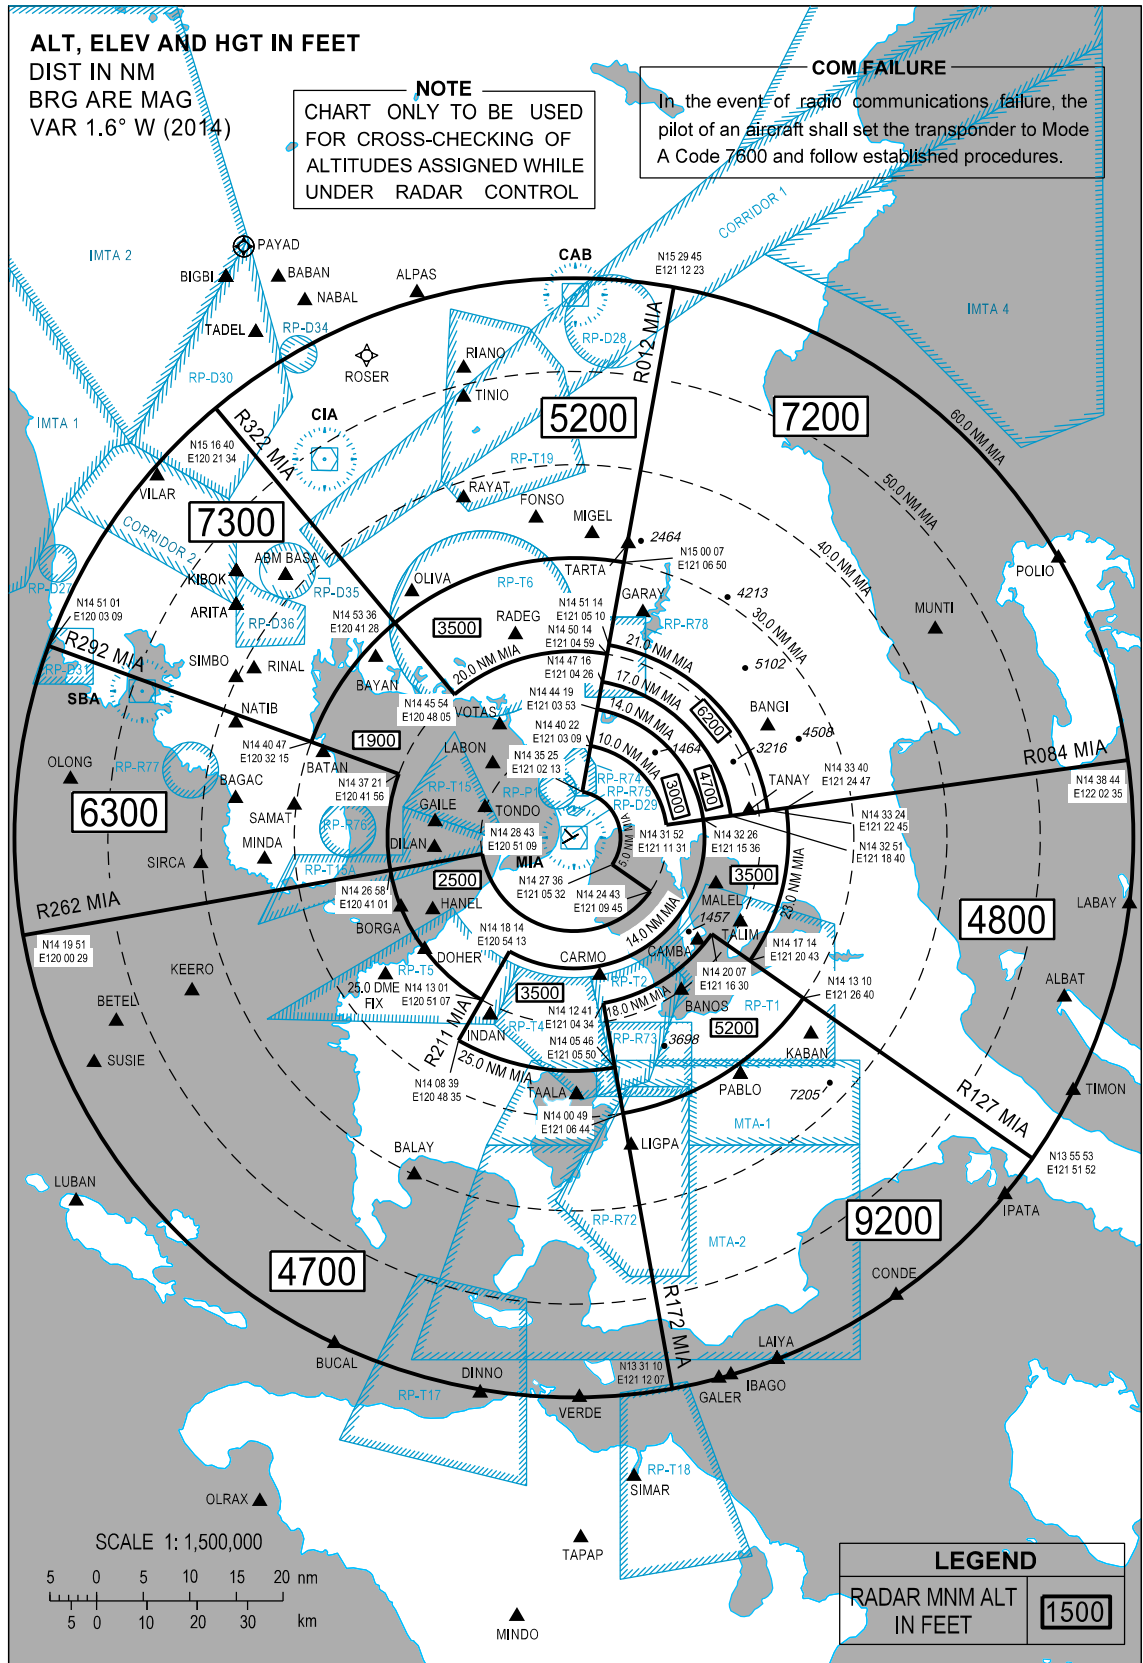 ALT, ELEV AND HGT IN FEET
DIST IN NM
BRG ARE MAG
VAR 1.6° W (2014)
NOTE
CHART ONLY TO BE USED
FOR CROSS-CHECKING OF
ALTITUDES ASSIGNED WHILE
UNDER RADAR CONTROL
COM FAILURE
In the event of radio communications failure, the
pilot of an aircraft shall set the transponder to Mode
A Code 7600 and follow established procedures.
CORRIDOR 1
IMTA 2
PAYAD
BIGBI
BABAN
NABAL
ALPAS
CAB
N15 29 45
E121 12 23
IMTA 4
TADEL
RP-D34
RP-D28
R012 MIA
ROSER
RIANO
TINIO
RP-D30
5200
7200
60.0 NM MIA
IMTA 1
R322 MIA
CIA
N15 16 40
E120 21 34
VILAR
RP-T19
RAYAT
50.0 NM MIA
7300
FONSO
MIGEL
CORRIDOR 2
2464
40.0 NM MIA
N15 00 07
E121 06 50
ABM BASA
KIBOK
TARTA
POLIO
RP-D27
RP-D35
OLIVA
RP-T6
4213
30.0 NM MIA
N14 51 01
E120 03 09
ARITA
N14 53 36
E120 41 28
N14 51 14
E121 05 10
GARAY
MUNTI
RP-D36
3500
RADEG
N14 50 14
E121 04 59
RP-R78
R292 MIA
SIMBO
RINAL
20.0 NM MIA
21.0 NM MIA
RP-D31
BAYAN
N14 47 16
E121 04 26
17.0 NM MIA
5102
SBA
N14 45 54
E120 48 05
N14 44 19
E121 03 53
14.0 NM MIA
6200
BANGI
NATIB
VOTAS
N14 40 22
E121 03 09
10.0 NM MIA
1464
4508
N14 40 47
E120 32 15
1900
LABON
N14 35 25
E121 02 13
3216
BATAN
R084 MIA
OLONG
RP-R77
BAGAC
N14 37 21
E120 41 56
RP-T15
RP-P1
RP-R74
RP-R75
RP-D29
3000
4700
TANAY
N14 33 40
E121 24 47
N14 38 44
E122 02 35
6300
SAMAT
GAILE
TONDO
RP-R76
N14 28 43
E120 51 09
5.0 NM MIA
N14 31 52
E121 11 31
N14 32 26
E121 15 36
N14 33 24
E121 22 45
N14 32 51
E121 18 40
MINDA
DILAN
MIA
SIRCA
RP-T15A
2500
N14 27 36
E121 05 32
N14 24 43
E121 09 45
3500
R262 MIA
N14 26 58
E120 41 01
HANEL
MALEL
23.0 NM MIA
4800
LABAY
BORGA
14.0 NM MIA
1457
TALIM
N14 19 51
E120 00 29
N14 18 14
E120 54 13
CAMBA
N14 17 14
E121 20 43
KEERO
DOHER
CARMO
N14 20 07
E121 16 30
ALBAT
RP-T5
25.0 DME
FIX
N14 13 01
E120 51 07
RP-T2
N14 13 10
E121 26 40
BETEL
3500
18.0 NM MIA
BANOS
RP-T1
INDAN
RP-T4
N14 12 41
E121 04 34
5200
SUSIE
R211 MIA
N14 05 46
E121 05 50
RP-R73
3698
KABAN
25.0 NM MIA
N14 08 39
E120 48 35
TAALA
PABLO
7205
TIMON
N14 00 49
E121 06 44
MTA-1
R127 MIA
LIGPA
BALAY
N13 55 53
E121 51 52
LUBAN
IPATA
RP-R72
9200
MTA-2
4700
CONDE
R172 MIA
BUCAL
LAIYA
N13 31 10
E121 12 07
DINNO
IBAGO
GALER
RP-T17
VERDE
RP-T18
SIMAR
OLRAX
SCALE 1: 1,500,000
TAPAP
5 0 5 10 15 20 nm
5 0 10 20 30 km
MINDO
LEGEND
RADAR MNM ALT
IN FEET
1500